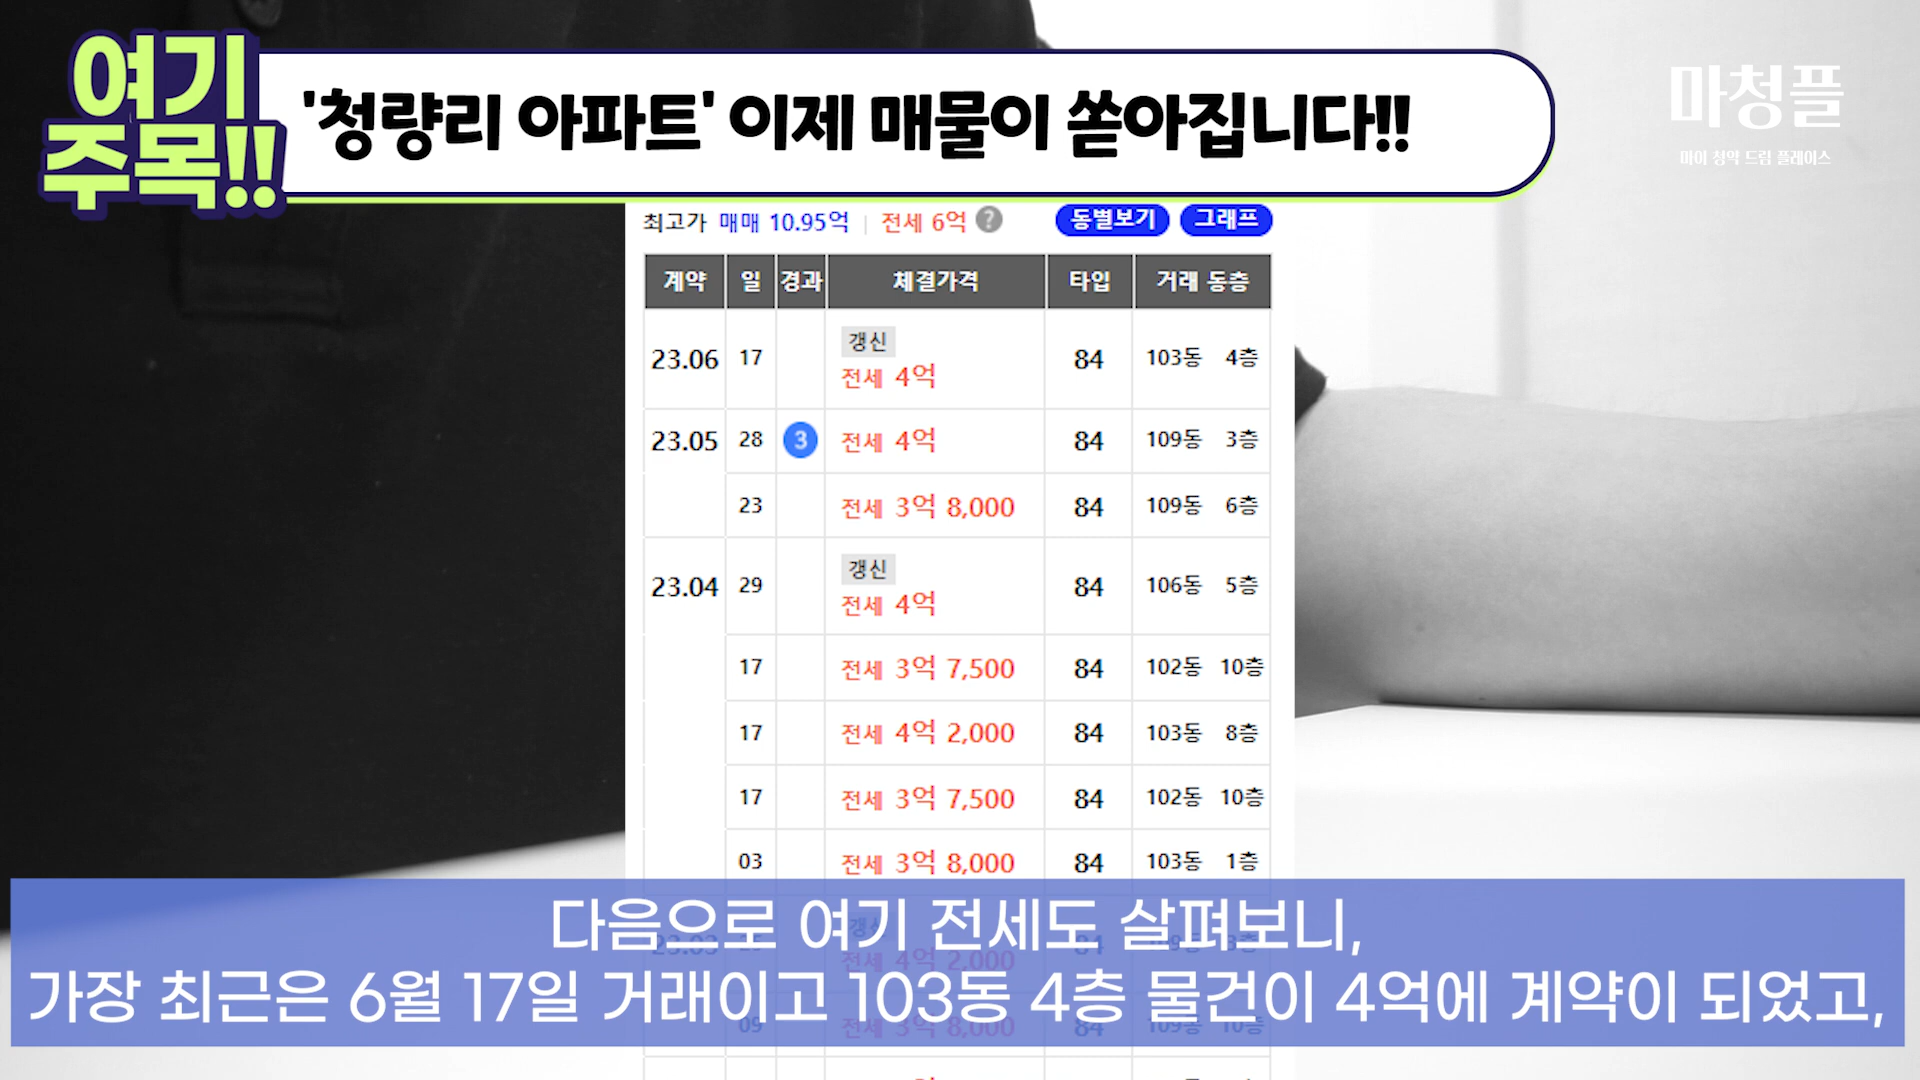 여기
주목!!
'청량리 아파트' 이제 매물이 쏟아집니다!!
마청플
마이 청약 드림 플레이스
최고가 매매 10.95억 | 전세 6억 ?
동별보기 그래프
계약 일 경과 체결가격 타입 거래 동층
갱신
23.06 17 전세 4억 84 103동 4층
23.05 28 3 전세 4억 84 109동 3층
23 전세 3억 8,000 84 109동 6층
갱신
23.04 29 전세 4억 84 106동 5층
17 전세 3억 7,500 84 102동 10층
17 전세 4억 2,000 84 103동 8층
17 전세 3억 7,500 84 102동 10층
03 전세 3억 8,000 84 103동 1층
다음으로 여기 전세도 살펴보니,
가장 최근은 6월 17일 거래이고 103동 4층 물건이 4억에 계약이 되었고,